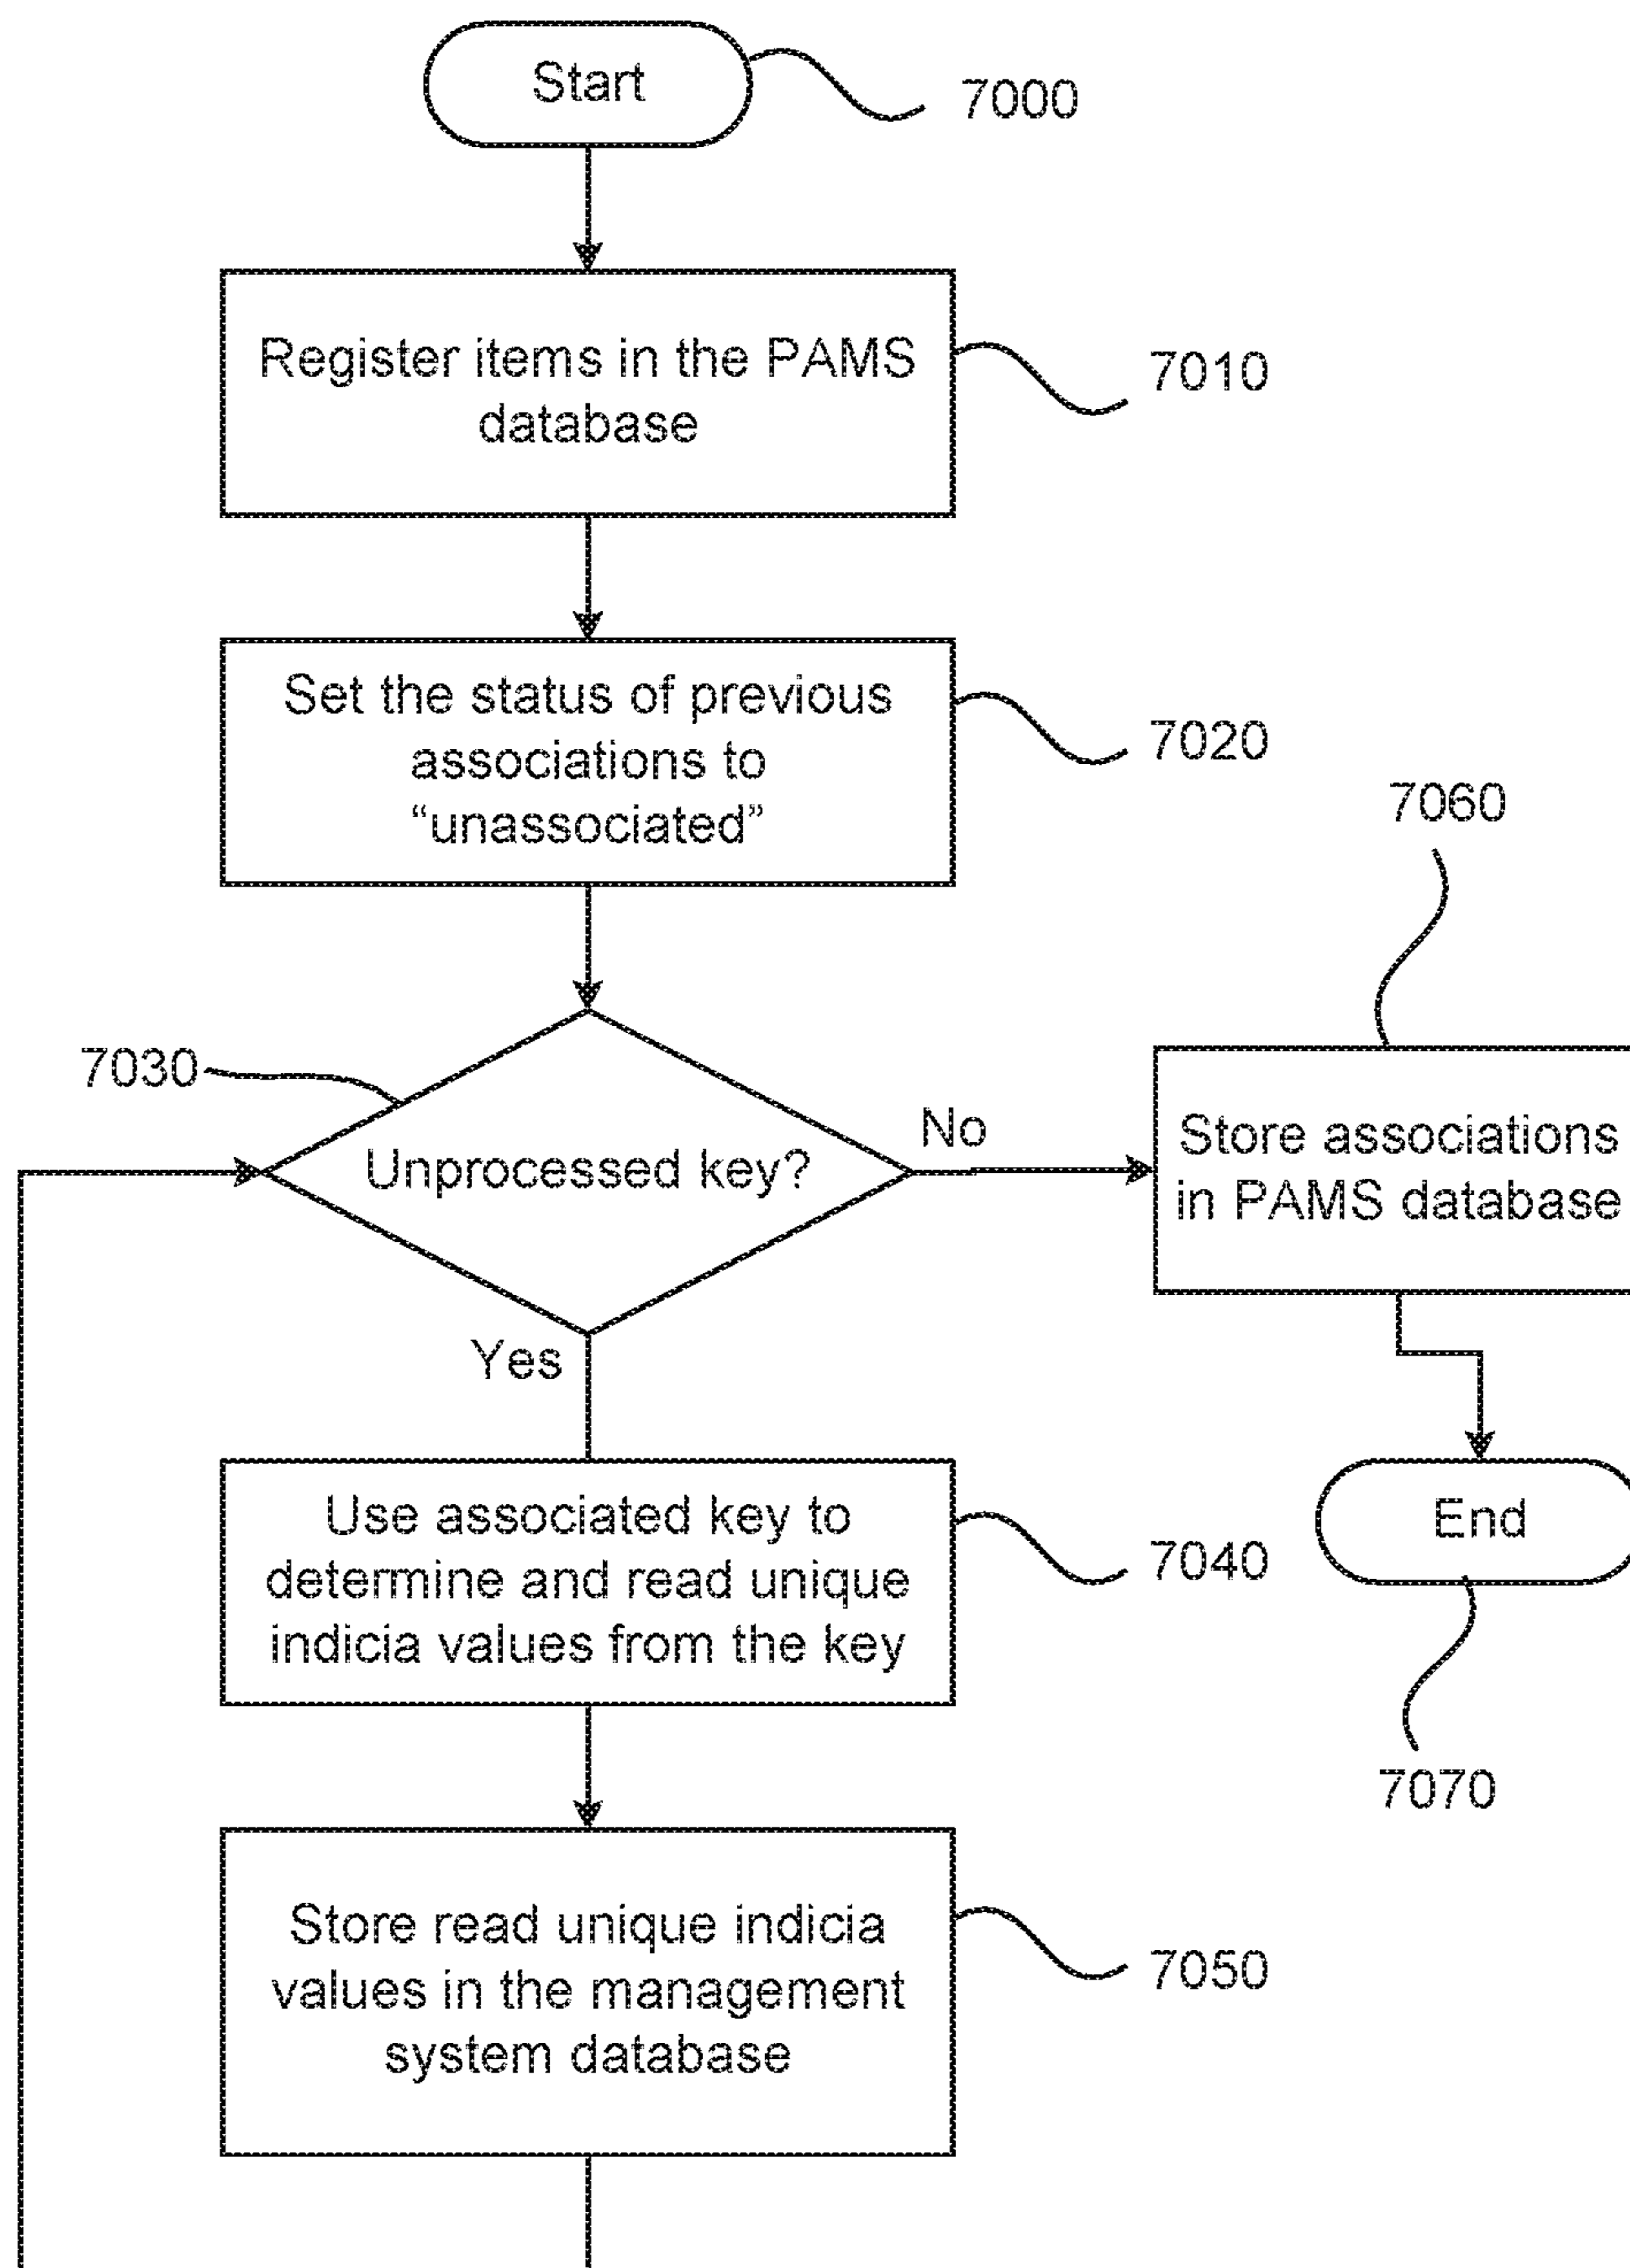 Start
7000
Register items in the PAMS
database
7010
Set the status of previous
associations to
“unassociated”
7020
7030
Unprocessed key?
No
Yes
7060
Store associations
in PAMS database
Use associated key to
determine and read unique
indicia values from the key
7040
End
7070
Store read unique indicia
values in the management
system database
7050